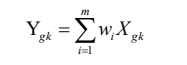 Y_{gk} = \sum_{i=1}^{m} w_i X_{gk}